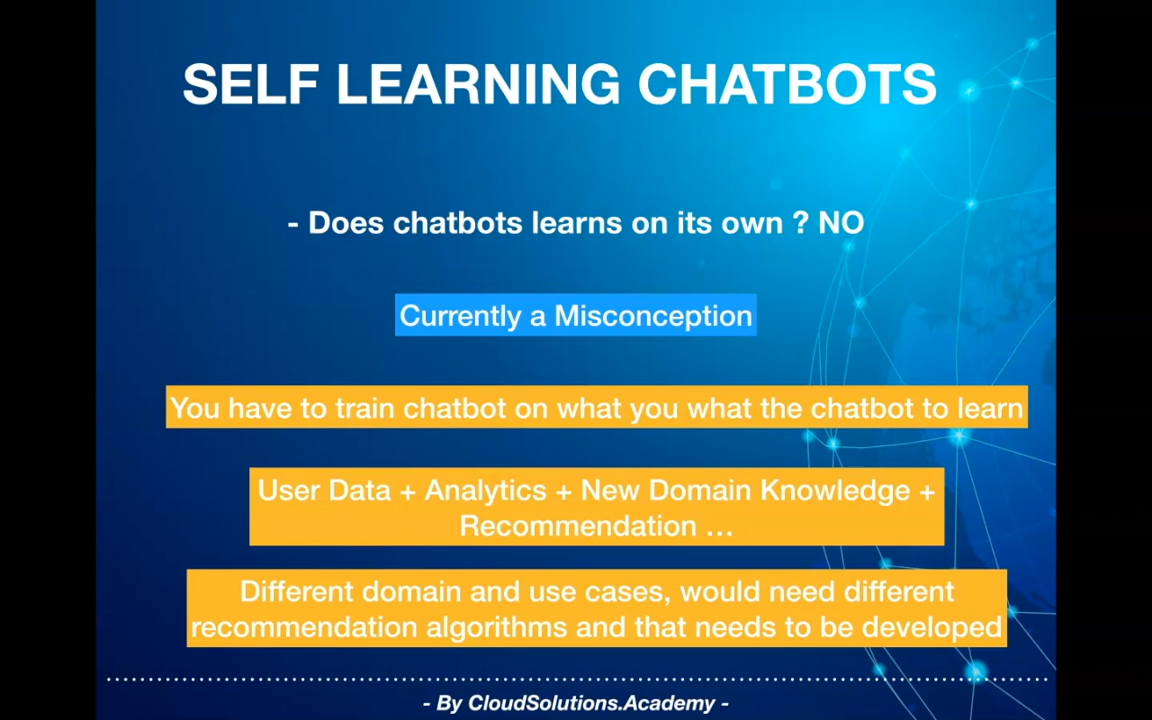 SELF LEARNING CHATBOTS
- Does chatbots learns on its own ? NO
Currently a Misconception
You have to train chatbot on what you what the chatbot to learn
User Data + Analytics + New Domain Knowledge +
Recommendation ...
Different domain and use cases, would need different
recommendation algorithms and that needs to be developed
- By CloudSolutions.Academy -